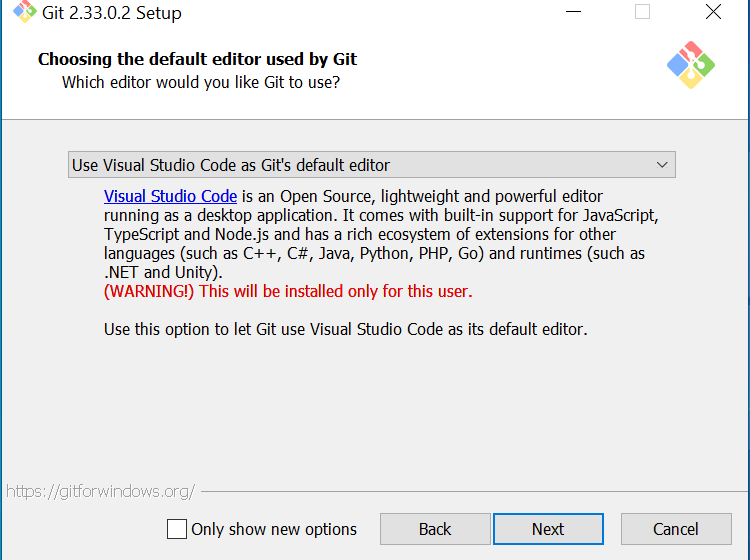 Git 2.33.0.2 Setup
Choosing the default editor used by Git
Which editor would you like Git to use?
Use Visual Studio Code as Git's default editor
Visual Studio Code is an Open Source, lightweight and powerful editor
running as a desktop application. It comes with built-in support for JavaScript,
TypeScript and Node.js and has a rich ecosystem of extensions for other
languages (such as C++, C#, Java, Python, PHP, Go) and runtimes (such as
.NET and Unity).
(WARNING!) This will be installed only for this user.
Use this option to let Git use Visual Studio Code as its default editor.
https://gitforwindows.org/
Only show new options
Back
Next
Cancel